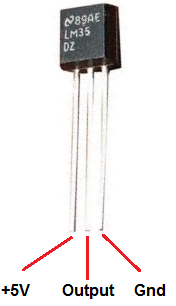 89AE
LM35
DZ
+5V Output Gnd